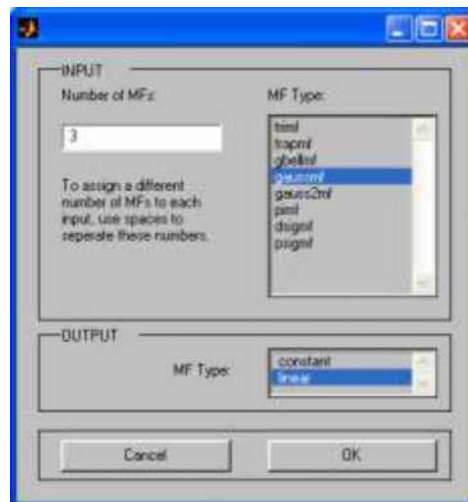 INPUT
Number of MFs:
3
To assign a different
number of MFs to each
input, use spaces to
seperate these numbers.
MF Type:
trimf
trapmf
gbellmf
gaussmf
gauss2mf
pimf
dsigmf
psigmf
OUTPUT
MF Type:
constant
linear
Cancel
OK